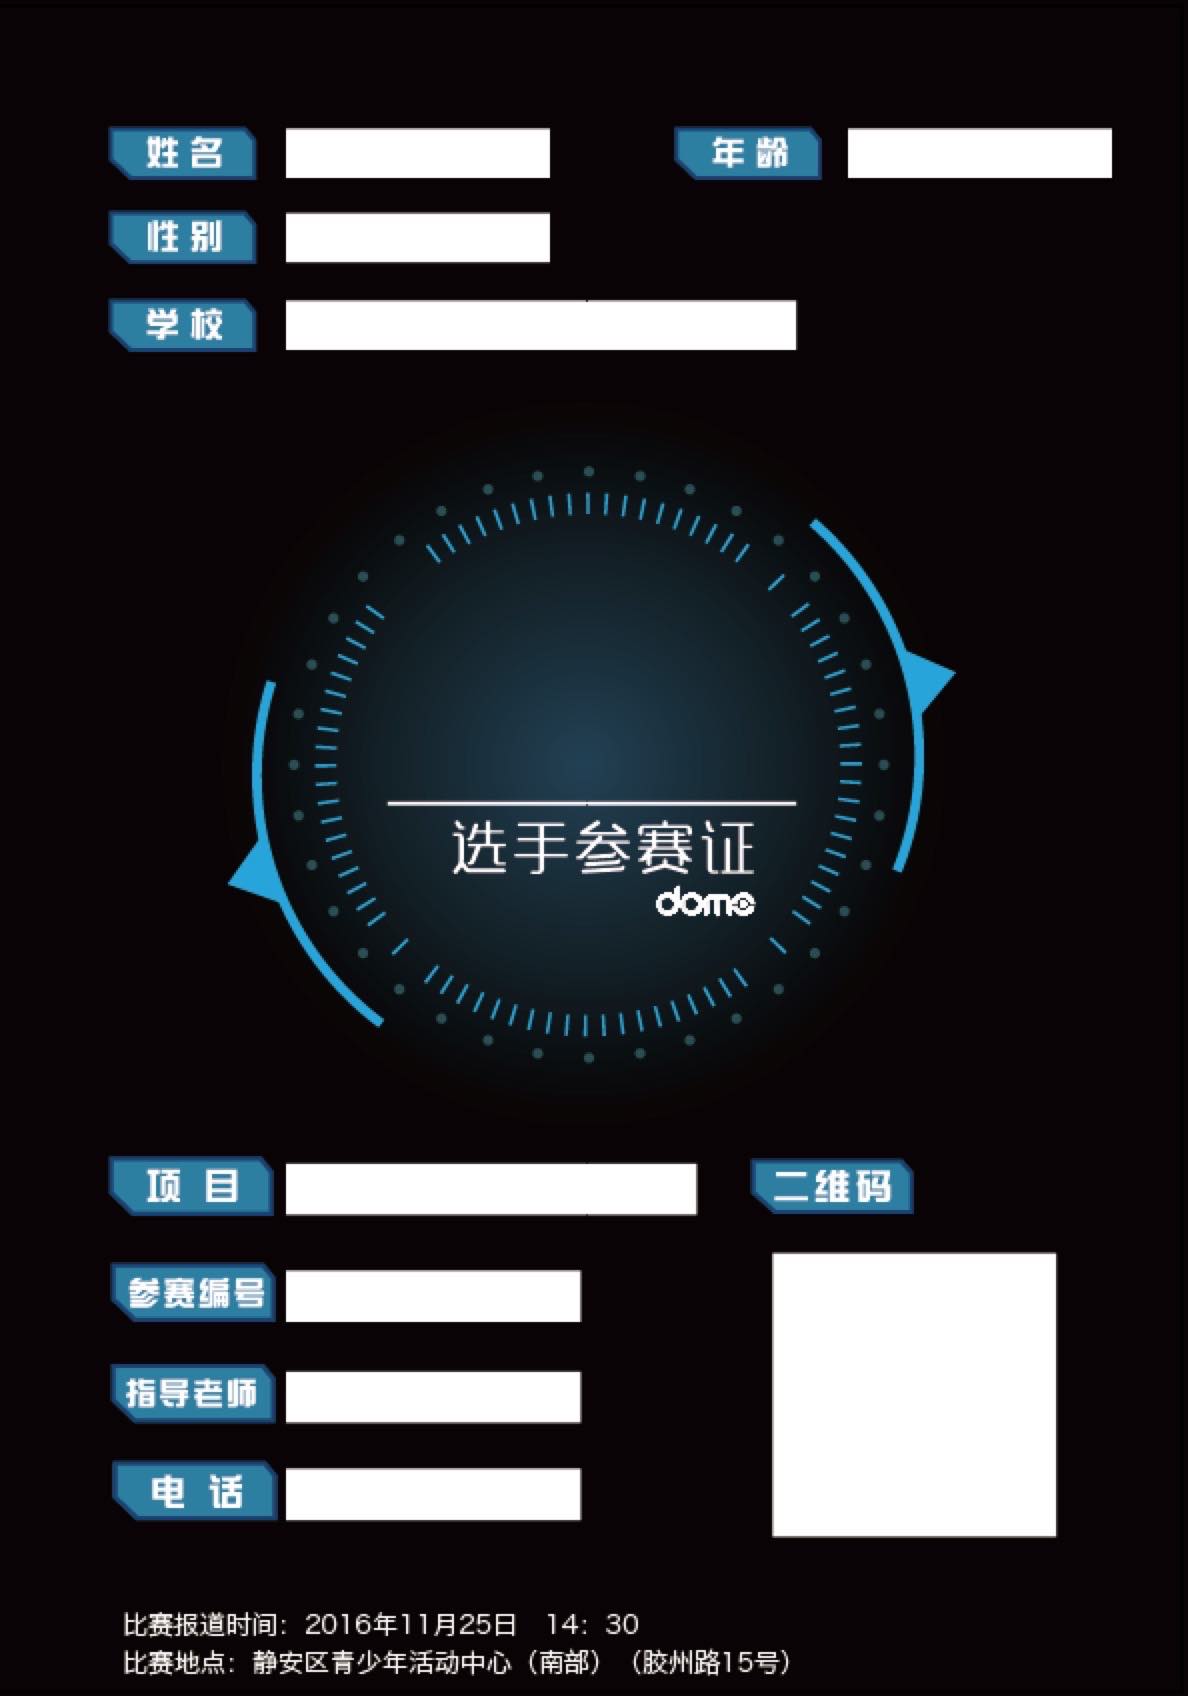 姓名 年龄
性别
学校
选手参赛证
dome
项目 二维码
参赛编号
指导老师
电话
比赛报道时间：2016年11月25日 14：30
比赛地点：静安区青少年活动中心（南部）（胶州路15号）